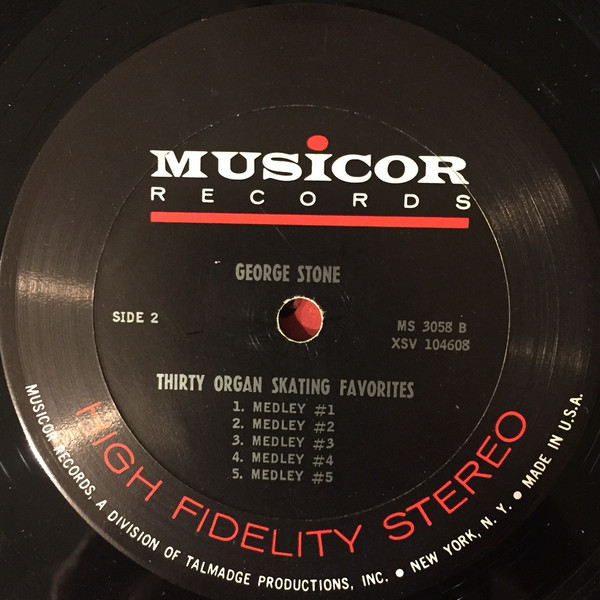 MUSICOR
RECORDS
GEORGE STONE
SIDE 2
MS 3058 B
XSV 104608
THIRTY ORGAN SKATING FAVORITES
1. MEDLEY #1
2. MEDLEY #2
3. MEDLEY #3
4. MEDLEY #4
5. MEDLEY #5
HIGH FIDELITY STEREO
MUSICOR RECORDS, A DIVISION OF TALMADGE PRODUCTIONS, INC. ● NEW YORK, N. Y. ● MADE IN U.S.A.